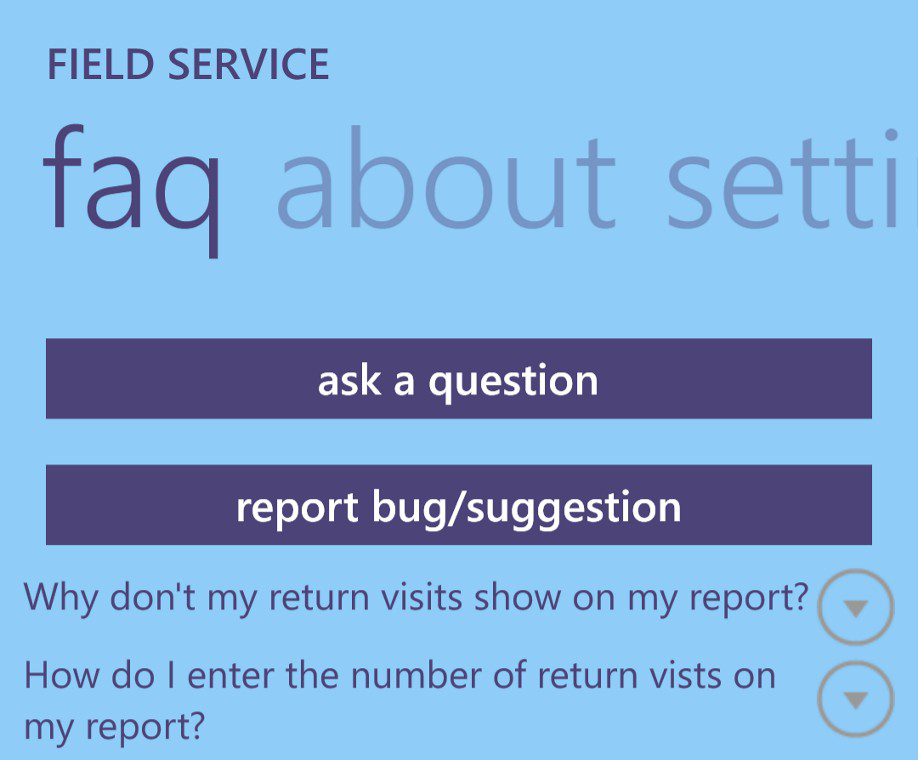 FIELD SERVICE
faq about setti
ask a question
report bug/suggestion
Why don't my return visits show on my report?
How do I enter the number of return vists on
my report?